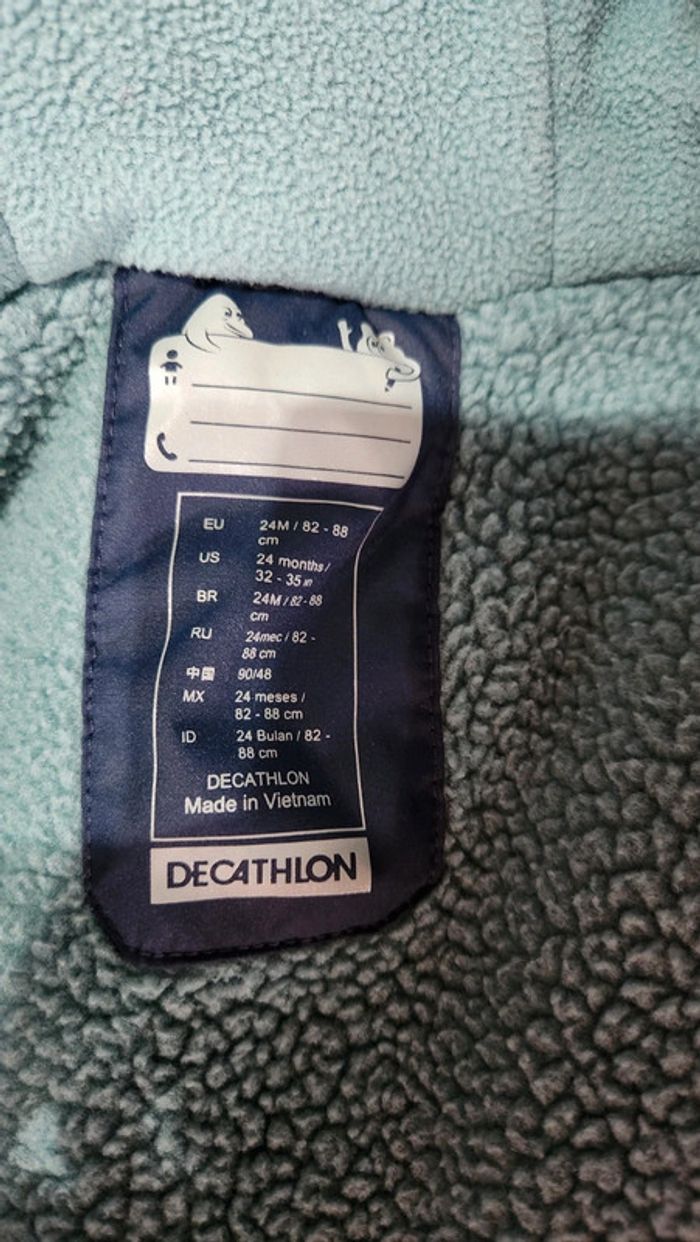 EU 24M / 82 - 88
cm
US 24 months /
32 - 35 in
BR 24M / 82 - 88
cm
RU 24mec / 82 -
88 cm
中国 90/48
MX 24 meses /
82 - 88 cm
ID 24 Bulan / 82 -
88 cm
DECATHLON
Made in Vietnam
DECATHLON